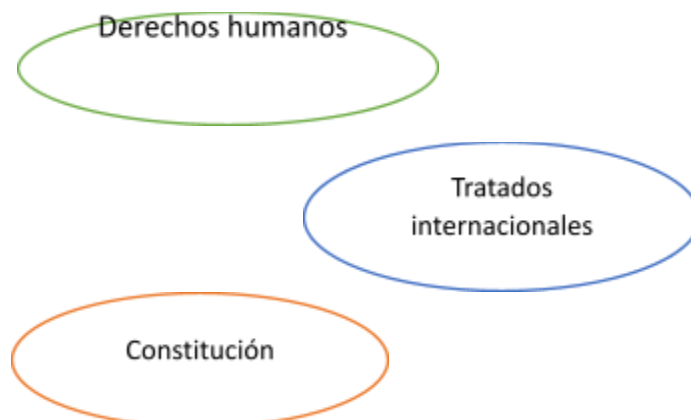 Derechos humanos
Tratados
internacionales
Constitución